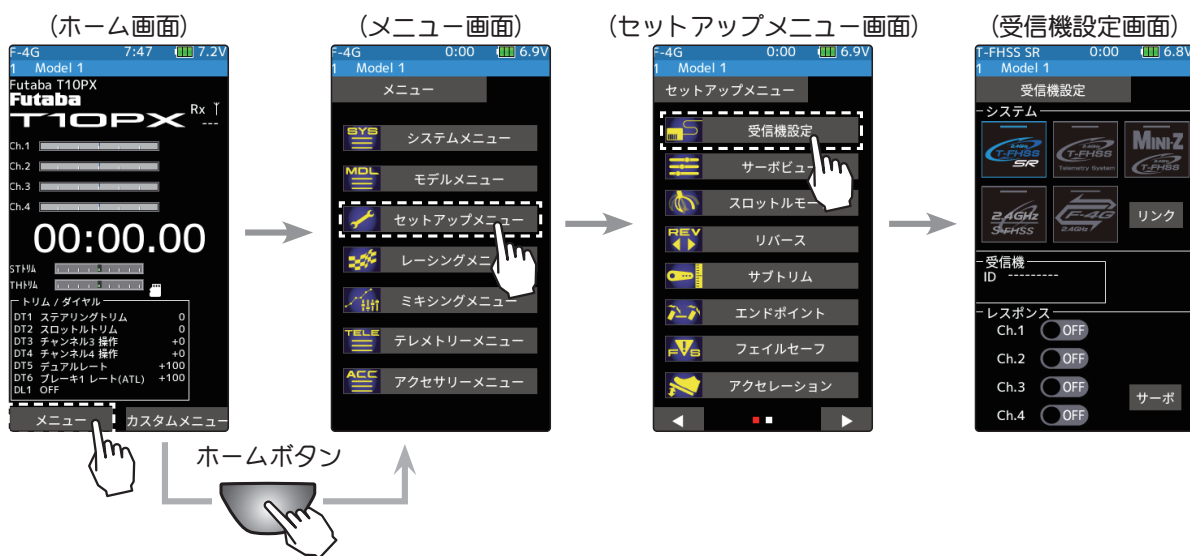 (ホーム画面)
F-4G 7:47 7.2V
1 Model 1
Futaba T10PX
Futaba
T10PX
Rx
---
Ch.1
Ch.2
Ch.3
Ch.4
00:00.00
STトリム
THトリム
トリム / ダイヤル
DT1 ステアリングトリム 0
DT2 スロットルトリム 0
DT3 チャンネル3 操作 +0
DT4 チャンネル4 操作 +0
DT5 デュアルレート +100
DT6 ブレーキ1 レート(ATL) +100
DL1 OFF
メニュー カスタムメニュー
ホームボタン
(メニュー画面)
F-4G 0:00 6.9V
1 Model 1
メニュー
SYS システムメニュー
MDL モデルメニュー
セットアップメニュー
レーシングメニ
ミキシングメニュー
TELE テレメトリーメニュー
ACC アクセサリーメニュー
(セットアップメニュー画面)
F-4G 0:00 6.9V
1 Model 1
セットアップメニュー
受信機設定
サーボビュー
スロットルモー
REV リバース
サブトリム
エンドポイント
F/S フェイルセーフ
アクセレーション
(受信機設定画面)
T-FHSS SR 0:00 6.8V
1 Model 1
受信機設定
システム
2.4GHz T-FHSS SR
2.4GHz T-FHSS Telemetry System
MINI-Z 2.4GHz T-FHSS
2.4GHz S-FHSS
F-4G 2.4GHz
リンク
受信機
ID ---------
レスポンス
Ch.1 OFF
Ch.2 OFF
Ch.3 OFF
Ch.4 OFF
サーボ